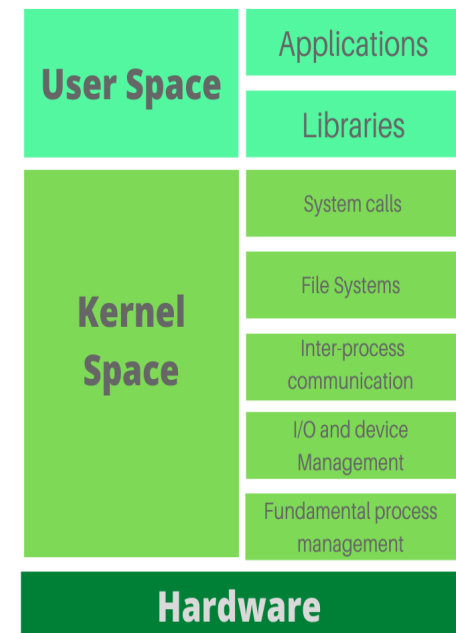 User Space
Applications
Libraries
Kernel
Space
System calls
File Systems
Inter-process
communication
I/O and device
Management
Fundamental process
management
Hardware